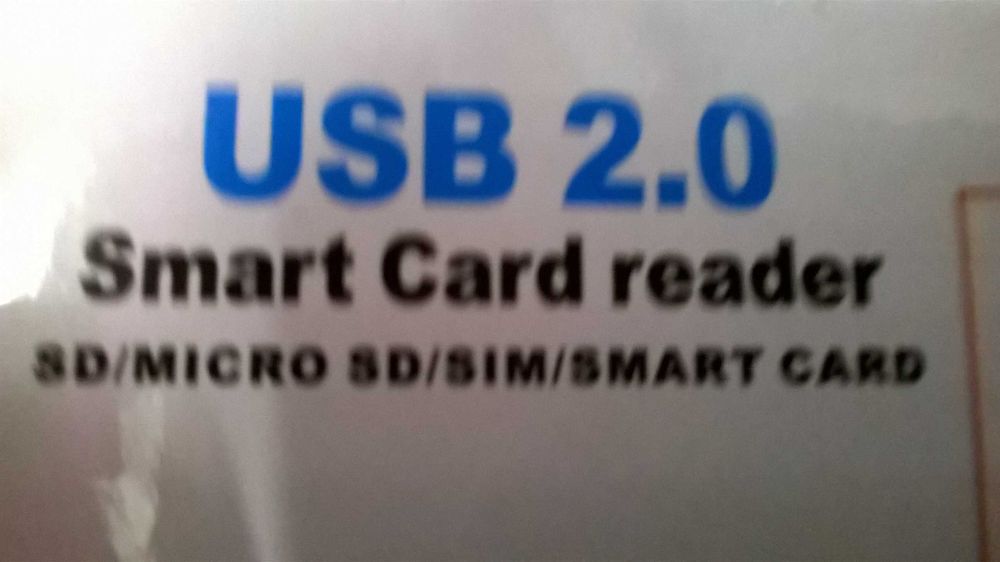 USB 2.0
Smart Card reader
SD/MICRO SD/SIM/SMART CARD